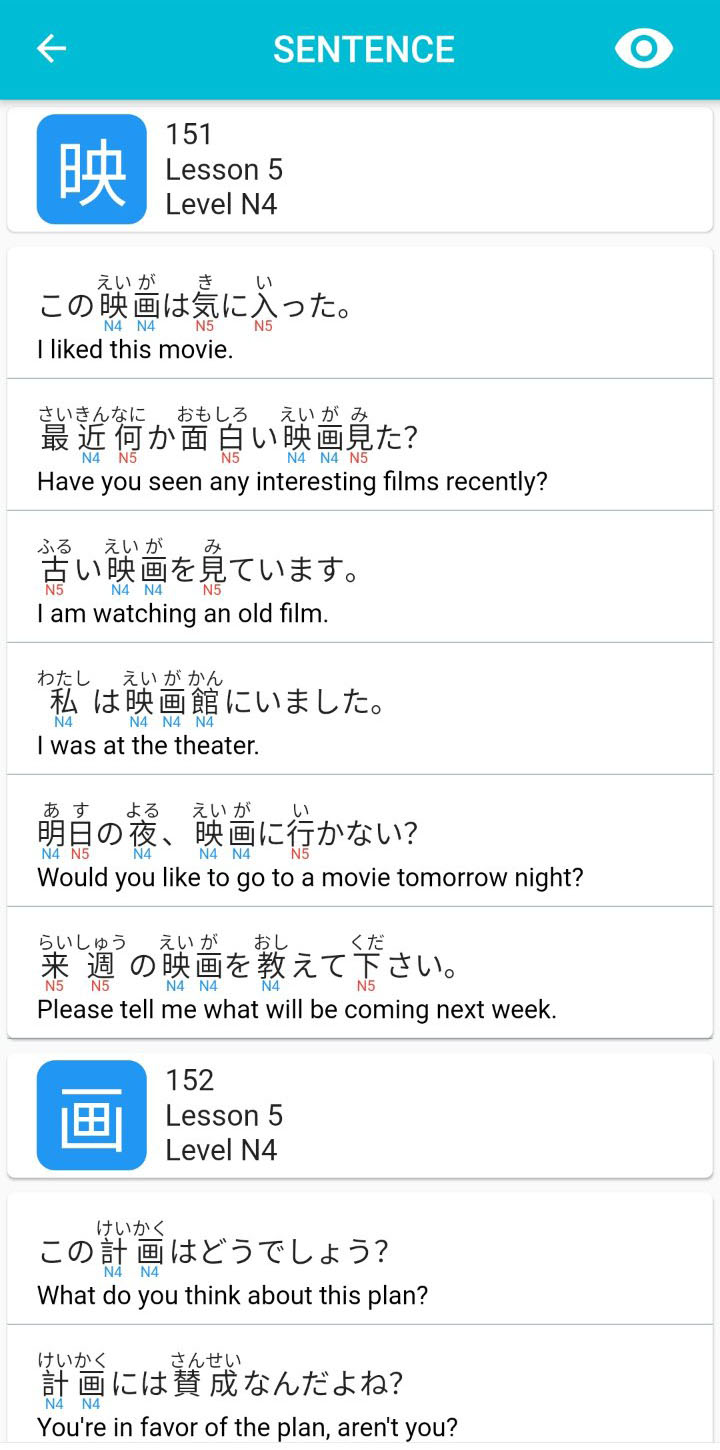 SENTENCE
映
151
Lesson 5
Level N4
えい が き い
この映画は気に入った。
N4 N4 N5 N5
I liked this movie.
さいきんなに おもしろ えい が み
最近何か面白い映画見た?
N4 N5 N5 N4 N4 N5
Have you seen any interesting films recently?
ふる えい が み
古い映画を見ています。
N5 N4 N4 N5
I am watching an old film.
わたし えい が かん
私は映画館にいました。
N4 N4 N4 N4
I was at the theater.
あ す よる えい が い
明日の夜、映画に行かない?
N4 N5 N4 N4 N4 N5
Would you like to go to a movie tomorrow night?
らいしゅう えい が おし くだ
来週の映画を教えて下さい。
N5 N5 N4 N4 N4 N5
Please tell me what will be coming next week.
画
152
Lesson 5
Level N4
けいかく
この計画はどうでしょう?
N4 N4
What do you think about this plan?
けいかく さんせい
計画には賛成なんだよね?
N4 N4
You're in favor of the plan, aren't you?